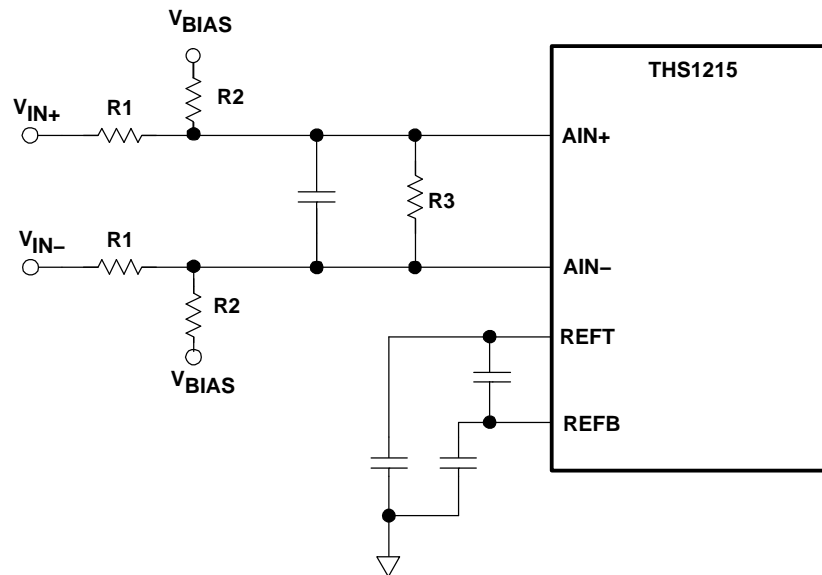 VBIAS
THS1215
R2
R1
VIN+
AIN+
R3
R1
VIN–
AIN–
R2
REFT
VBIAS
REFB